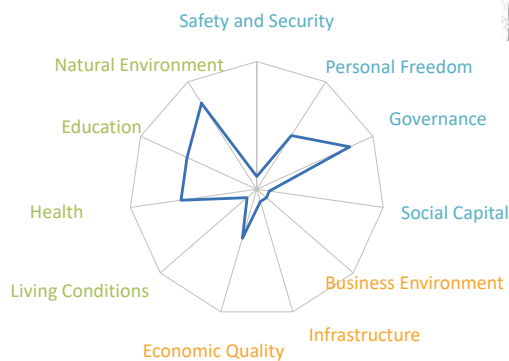 Safety and Security
Natural Environment
Personal Freedom
Education
Governance
Health
Social Capital
Living Conditions
Business Environment
Infrastructure
Economic Quality